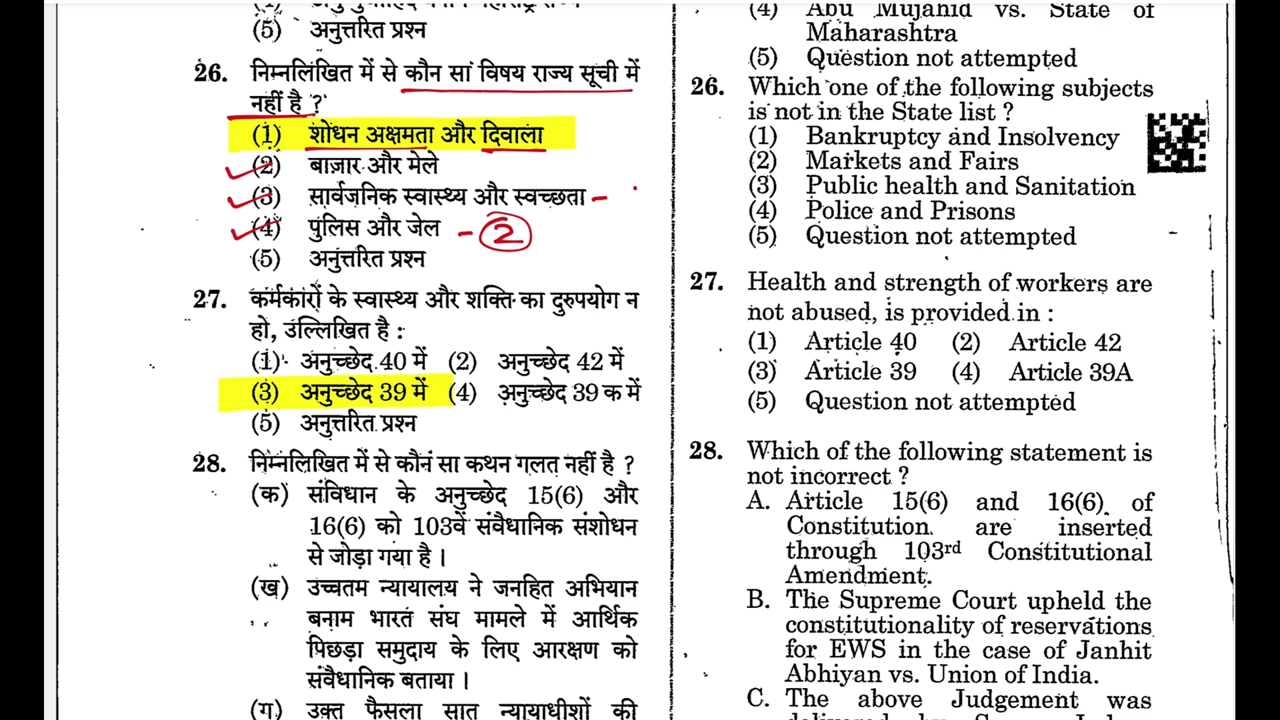 (5) अनुत्तरित प्रश्न
26. निम्नलिखित में से कौन सा विषय राज्य सूची में
नहीं है ?
(1) शोधन अक्षमता और दिवाला
(2) बाज़ार और मेले
(3) सार्वजनिक स्वास्थ्य और स्वच्छता
(4) पुलिस और जेल - 2
(5) अनुत्तरित प्रश्न
27. कर्मकारों के स्वास्थ्य और शक्ति का दुरुपयोग न
हो, उल्लिखित है :
(1) अनुच्छेद 40 में (2) अनुच्छेद 42 में
(3) अनुच्छेद 39 में (4) अनुच्छेद 39 क में
(5) अनुत्तरित प्रश्न
28. निम्नलिखित में से कौन सा कथन गलत नहीं है ?
(क) संविधान के अनुच्छेद 15(6) और
16(6) को 103वें संवैधानिक संशोधन
से जोड़ा गया है ।
(ख) उच्चतम न्यायालय ने जनहित अभियान
बनाम भारत संघ मामले में आर्थिक
पिछड़ा समुदाय के लिए आरक्षण को
संवैधानिक बताया ।
(ग) उक्त फैसला सात न्यायाधीशों की
(4) Abu Mujahid vs. State of
Maharashtra
(5) Question not attempted
26. Which one of the following subjects
is not in the State list ?
(1) Bankruptcy and Insolvency
(2) Markets and Fairs
(3) Public health and Sanitation
(4) Police and Prisons
(5) Question not attempted
27. Health and strength of workers are
not abused, is provided in :
(1) Article 40 (2) Article 42
(3) Article 39 (4) Article 39A
(5) Question not attempted
28. Which of the following statement is
not incorrect ?
A. Article 15(6) and 16(6) of
Constitution are inserted
through 103rd Constitutional
Amendment.
B. The Supreme Court upheld the
constitutionality of reservations
for EWS in the case of Janhit
Abhiyan vs. Union of India.
C. The above Judgement was